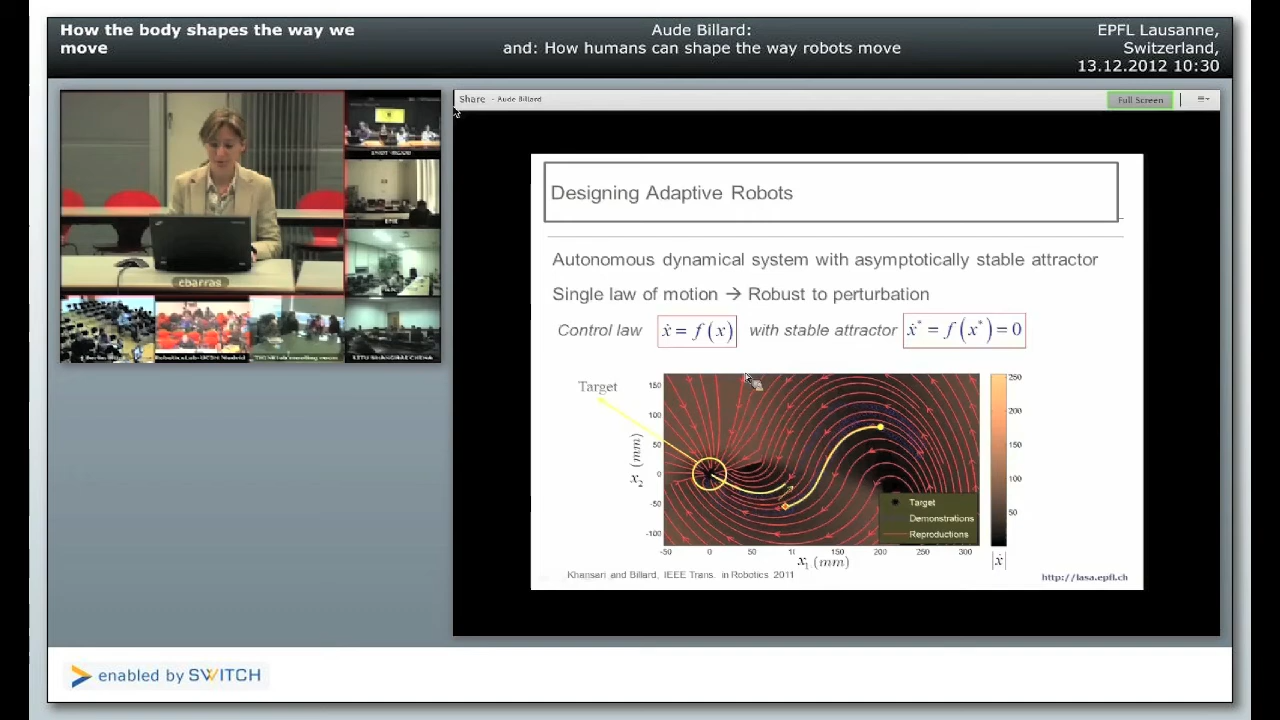 How the body shapes the way we
move
Aude Billard:
and: How humans can shape the way robots move
EPFL Lausanne,
Switzerland,
13.12.2012 10:30
Share - Aude Billard
Full Screen
cbarras
Designing Adaptive Robots
Autonomous dynamical system with asymptotically stable attractor
Single law of motion → Robust to perturbation
Control law ẋ = f(x) with stable attractor ẋ* = f(x*) = 0
Target
150
100
50
0
-50
-100
x₂ (mm)
-50 0 50 10 150 200 250 300
x₁ (mm)
Target
Demonstrations
Reproductions
250
200
150
100
50
|ẋ|
Khansari and Billard, IEEE Trans. in Robotics 2011
http://lasa.epfl.ch
enabled by SWITCH